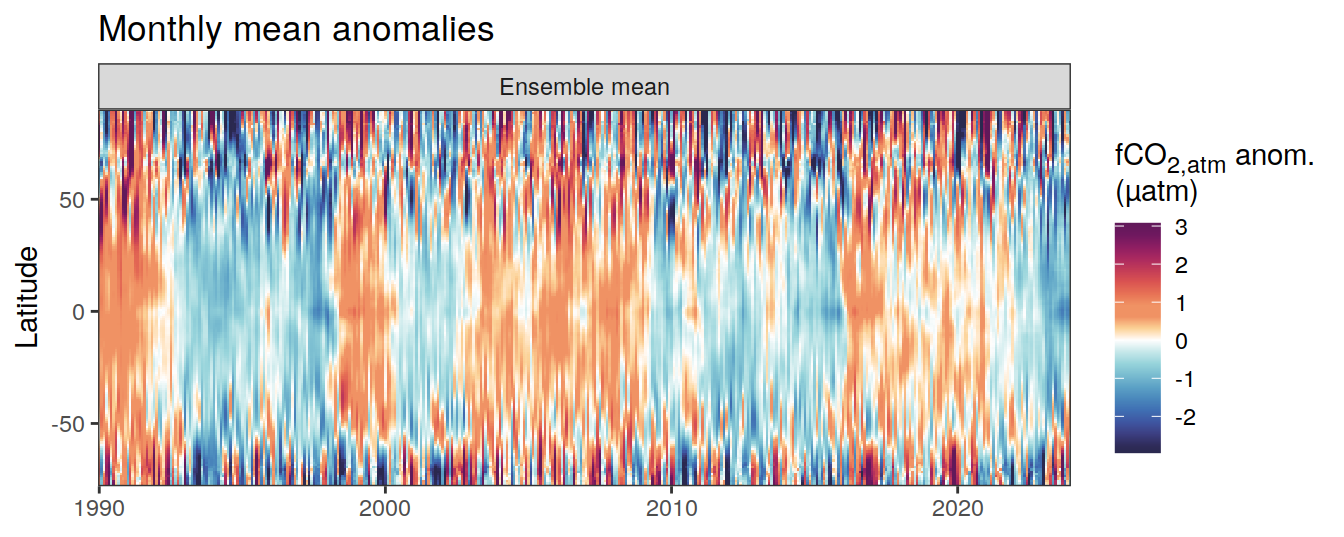 Monthly mean anomalies
Ensemble mean
Latitude
50
0
-50
1990
2000
2010
2020
fCO2,atm anom.
(µatm)
3
2
1
0
-1
-2